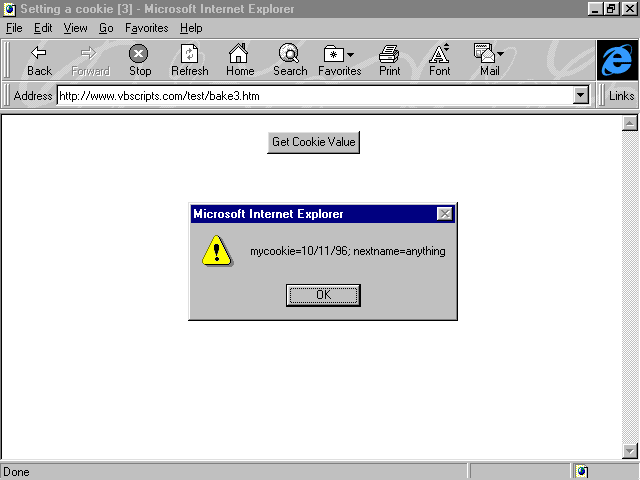 Setting a cookie [3] - Microsoft Internet Explorer
File Edit View Go Favorites Help
Back Forward Stop Refresh Home Search Favorites Print Font Mail
Address http://www.vbscripts.com/test/bake3.htm Links
Get Cookie Value
Microsoft Internet Explorer
mycookie=10/11/96; nextname=anything
OK
Done